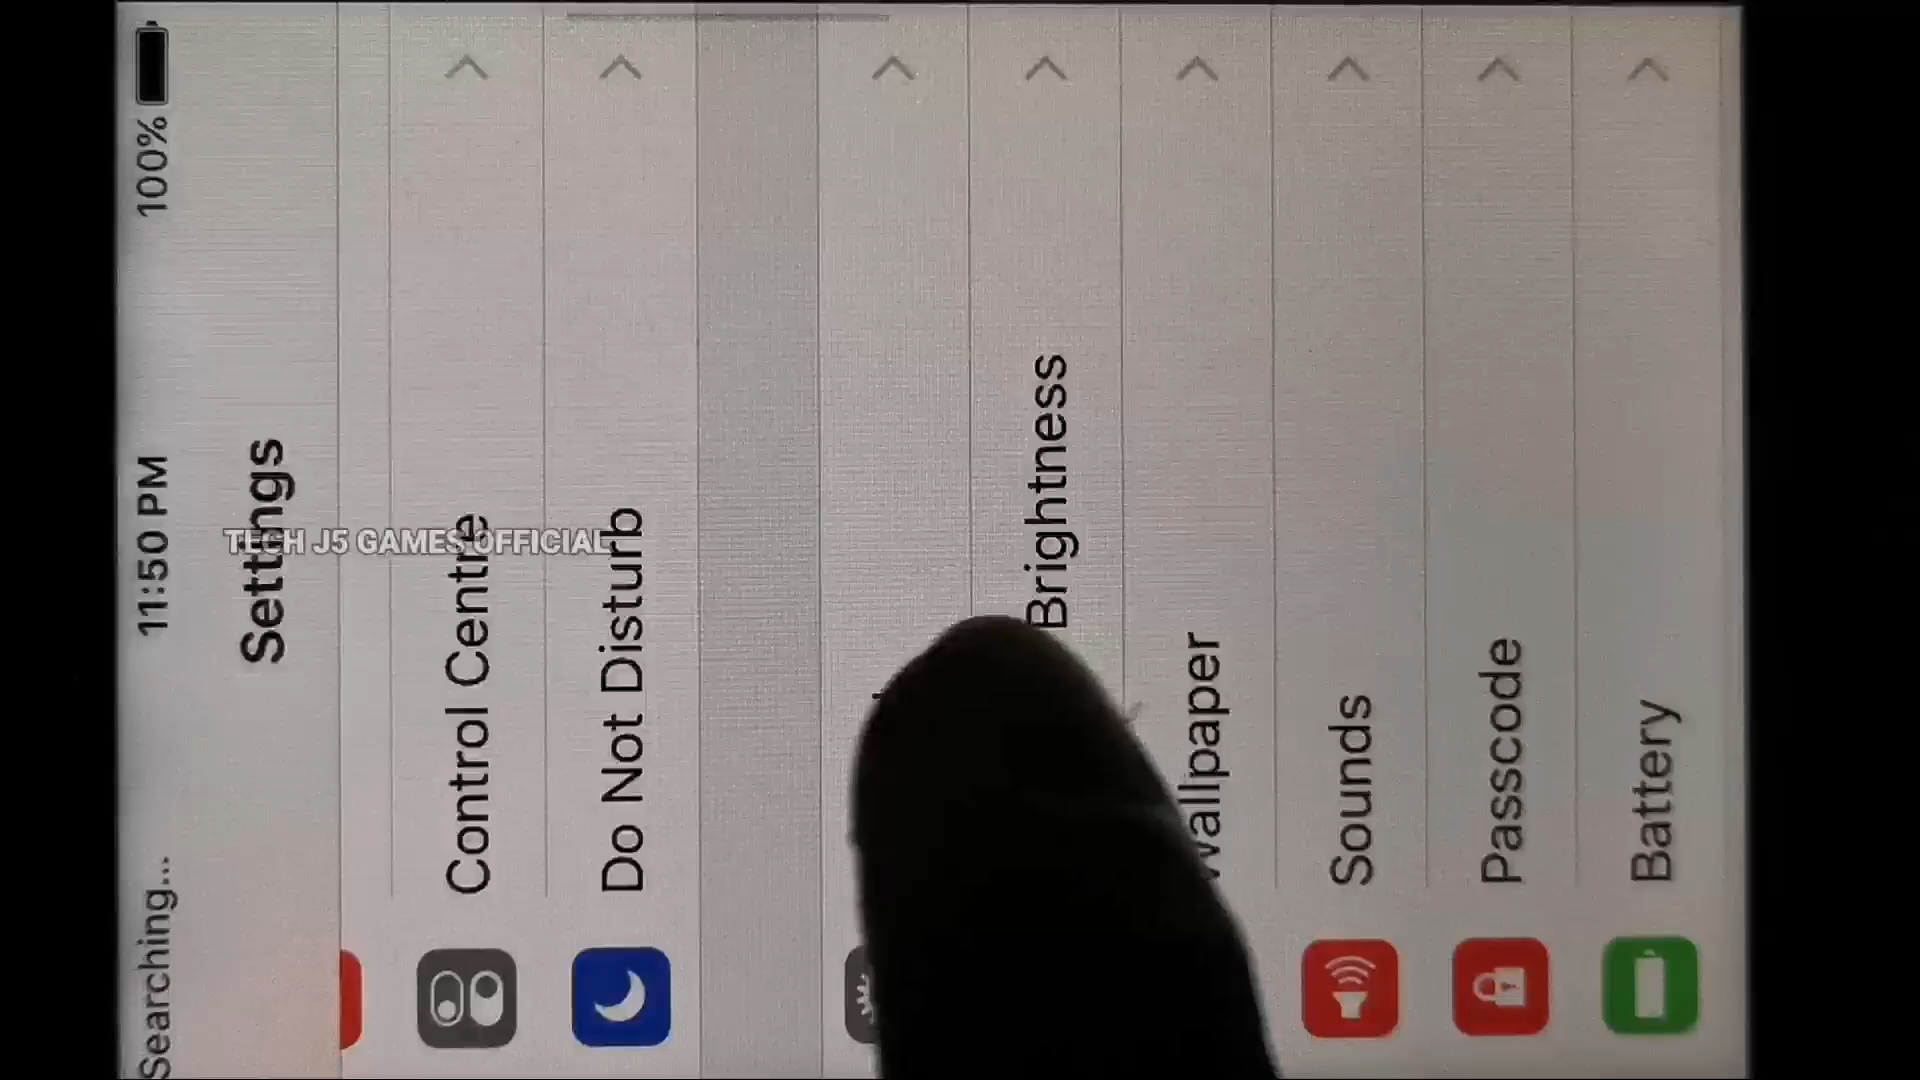 Searching...
11:50 PM
100%
Settings
TECH J5 GAMES OFFICIAL
Control Centre
Do Not Disturb
Brightness
Wallpaper
Sounds
Passcode
Battery